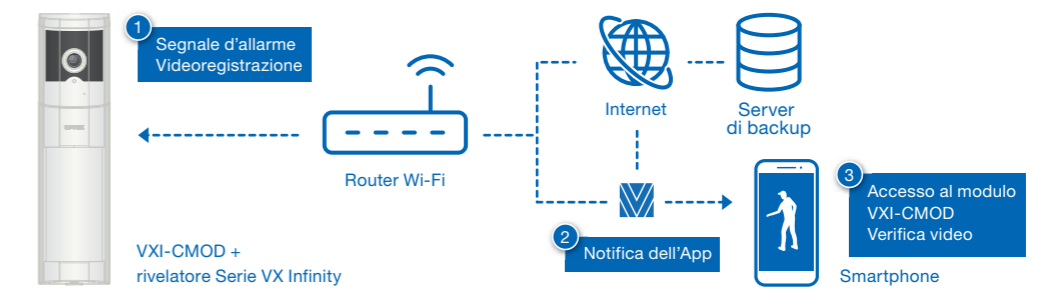 1
Segnale d'allarme
Videoregistrazione
OPTEX
VXI-CMOD +
rivelatore Serie VX Infinity
Router Wi-Fi
Internet
Server
di backup
2
Notifica dell'App
3
Accesso al modulo
VXI-CMOD
Verifica video
Smartphone